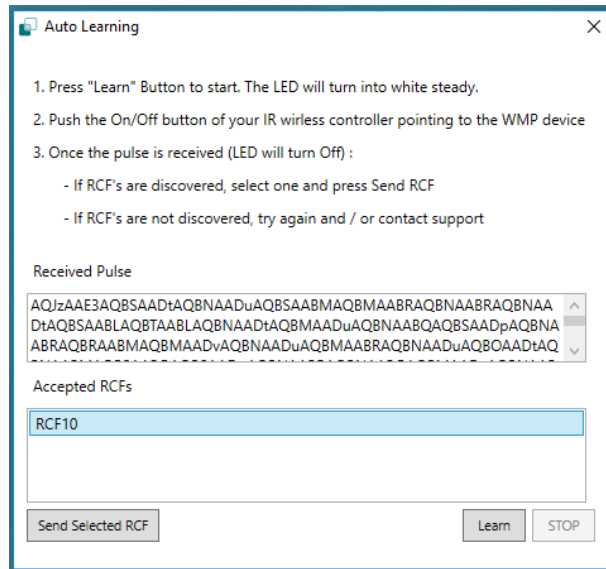 Auto Learning
1. Press "Learn" Button to start. The LED will turn into white steady.
2. Push the On/Off button of your IR wirless controller pointing to the WMP device
3. Once the pulse is received (LED will turn Off) :
- If RCF's are discovered, select one and press Send RCF
- If RCF's are not discovered, try again and / or contact support
Received Pulse
AQJzAAE3AQBSAADtAQBNAADuAQBSAABMAQBMAABRAQBNAABRAQBNAA
DtAQBSAABLAQBTAABLAQBNAADtAQBMAADuAQBNAABQAQBSAADpAQBNA
ABRAQBRAABMAQBMAADvAQBNAADuAQBMAABRAQBNAADuAQBOAADtAQ
Accepted RCFs
RCF10
Send Selected RCF
Learn
STOP